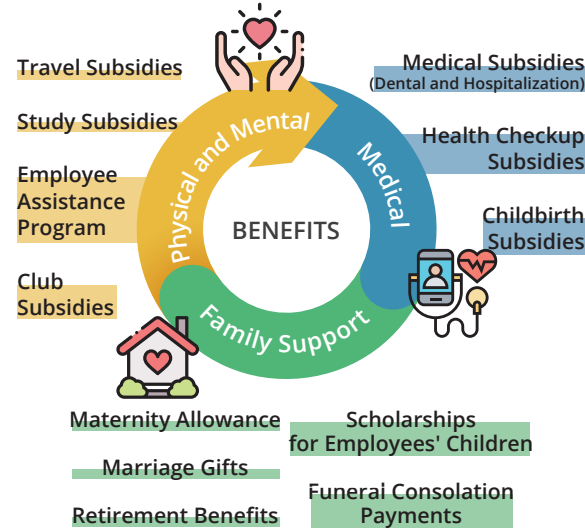 Travel Subsidies
Study Subsidies
Employee
Assistance
Program
Club
Subsidies
Physical and Mental
BENEFITS
Medical
Family Support
Medical Subsidies
(Dental and Hospitalization)
Health Checkup
Subsidies
Childbirth
Subsidies
Maternity Allowance
Marriage Gifts
Retirement Benefits
Scholarships
for Employees' Children
Funeral Consolation
Payments